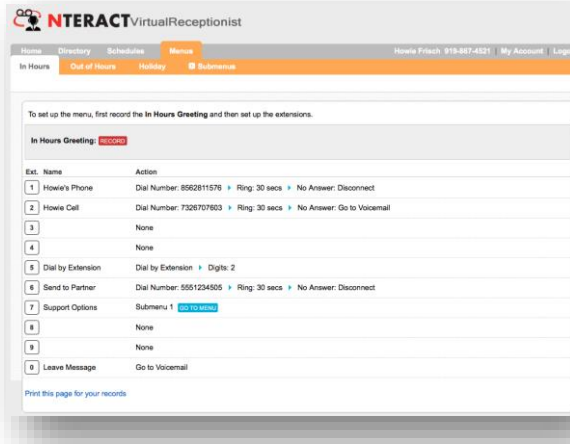 NTERACTVirtualReceptionist
Home Directory Schedules Menus Howie Frisch 919-887-4521 My Account Logo
In Hours Out of Hours Holiday Submenus
To set up the menu, first record the In Hours Greeting and then set up the extensions.
In Hours Greeting: RECORD
Ext. Name Action
1 Howie's Phone Dial Number: 8562811576 Ring: 30 secs No Answer: Disconnect
2 Howie Cell Dial Number: 7326707603 Ring: 30 secs No Answer: Go to Voicemail
3 None
4 None
5 Dial by Extension Dial by Extension Digits: 2
6 Send to Partner Dial Number: 5551234505 Ring: 30 secs No Answer: Disconnect
7 Support Options Submenu 1 GO TO MENU
8 None
9 None
0 Leave Message Go to Voicemail
Print this page for your records